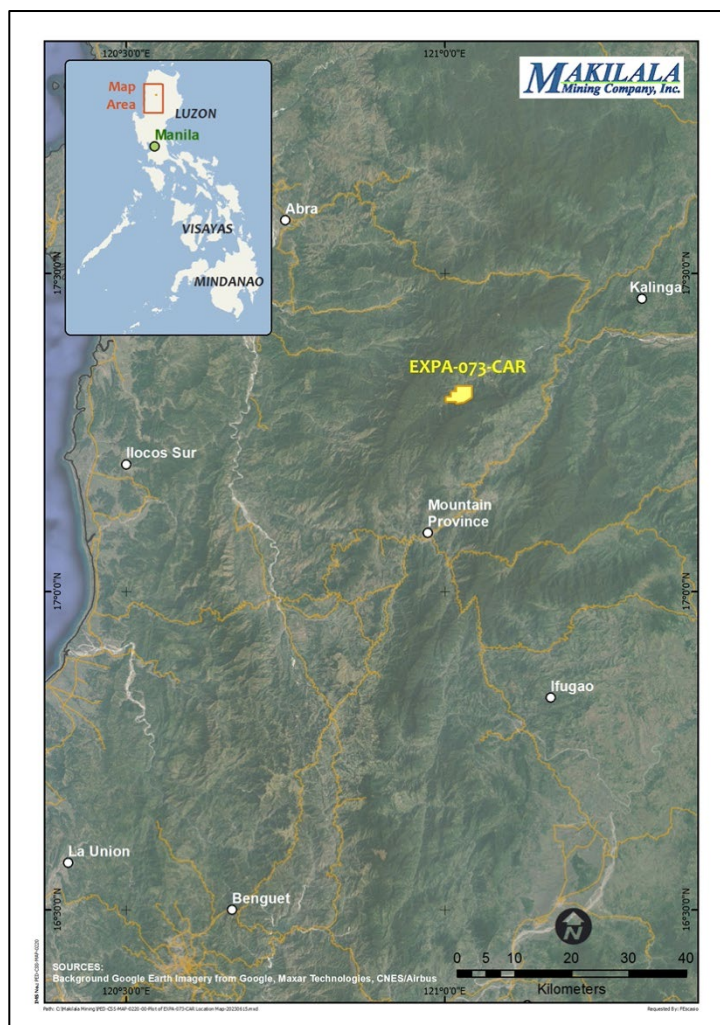 120°30'0"E
121°0'0"E
MAKILALA
Mining Company, Inc.
Map
Area
LUZON
Manila
VISAYAS
MINDANAO
Abra
17°30'0"N
17°30'0"N
Kalinga
EXPA-073-CAR
Ilocos Sur
Mountain
Province
17°0'0"N
17°0'0"N
Ifugao
La Union
Benguet
16°30'0"N
16°30'0"N
N
SOURCES:
Background Google Earth Imagery from Google, Maxar Technologies, CNES/Airbus
0 5 10 20 30 40
Kilometers
120°30'0"E
121°0'0"E
Requested By: FEscaño